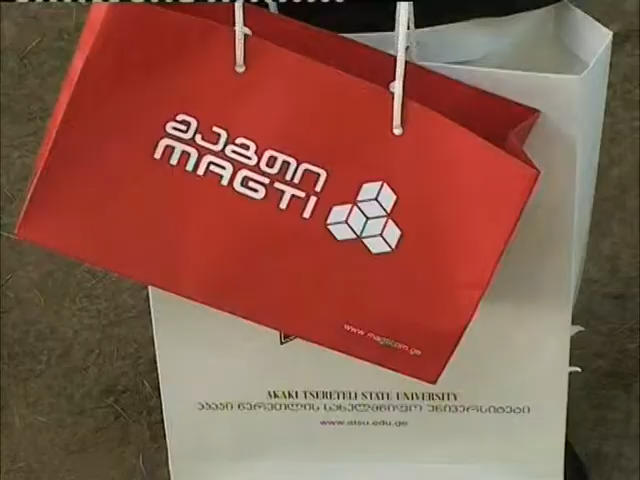 მაგთი
MAGTI
www.magticom.ge
AKAKI TSERETELI STATE UNIVERSITY
აკაკი წერეთლის სახელმწიფო უნივერსიტეტი
www.atsu.edu.ge